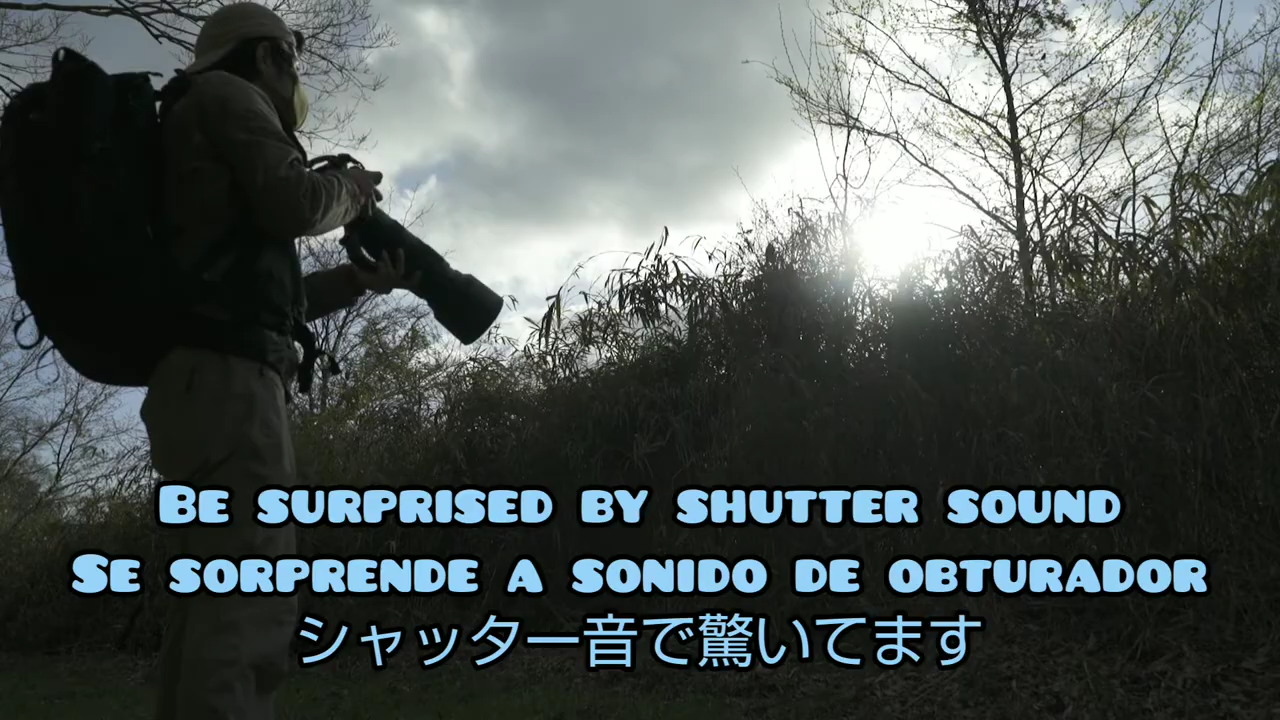 Be surprised by shutter sound
Se sorprende a sonido de obturador
シャッター音で驚いてます